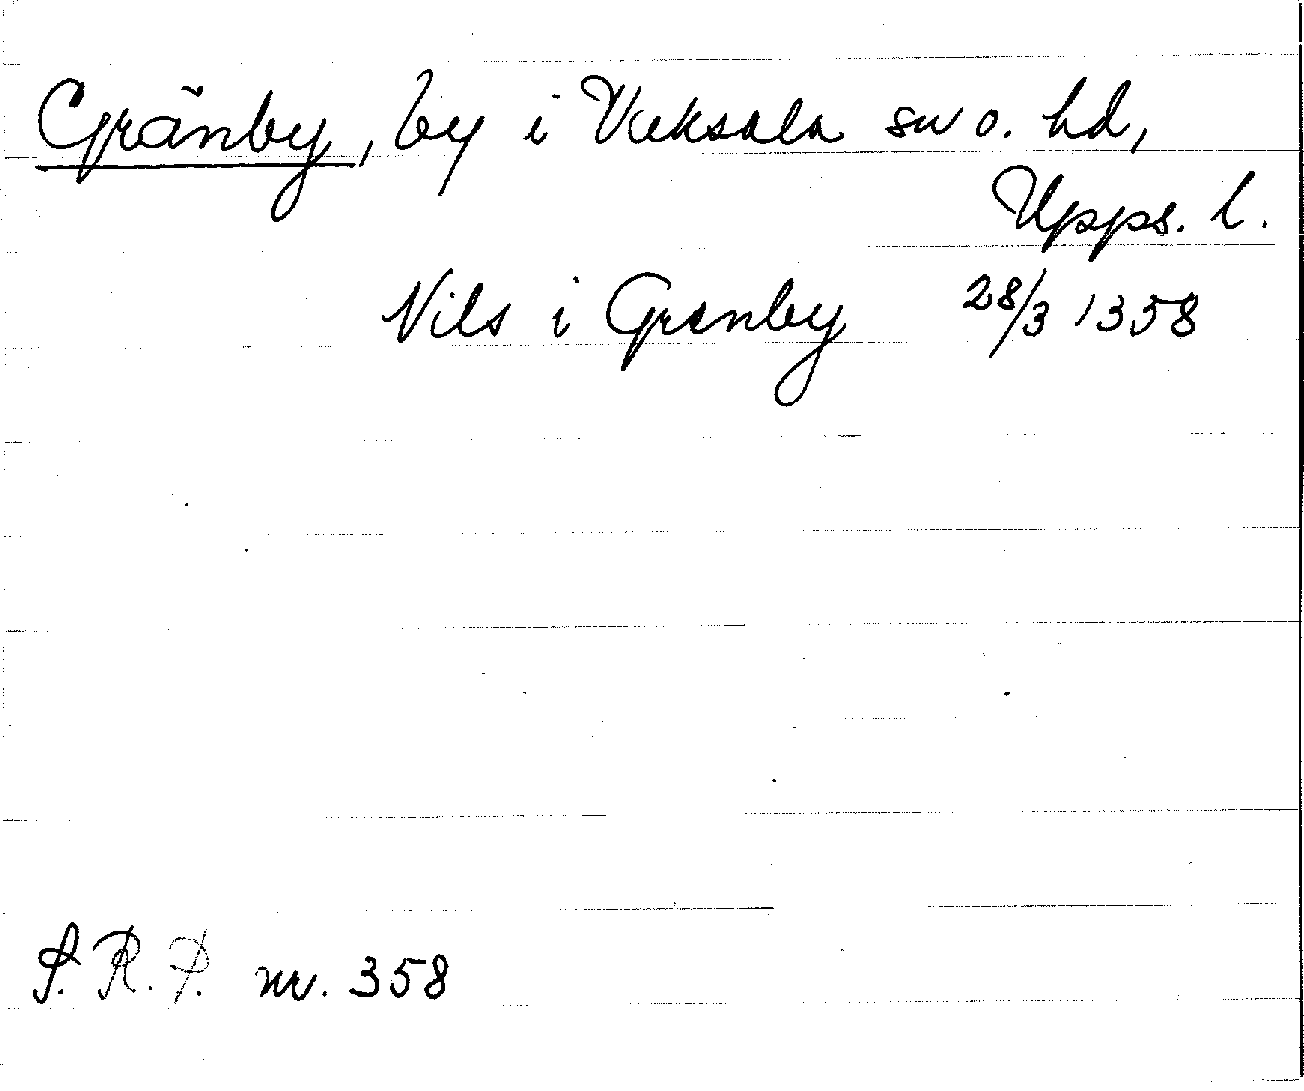 Gränby, by i Vaksala sn o. hd,
Upps. l.
Nils i Grenby 28/3 1358
S.R.P. nr. 358